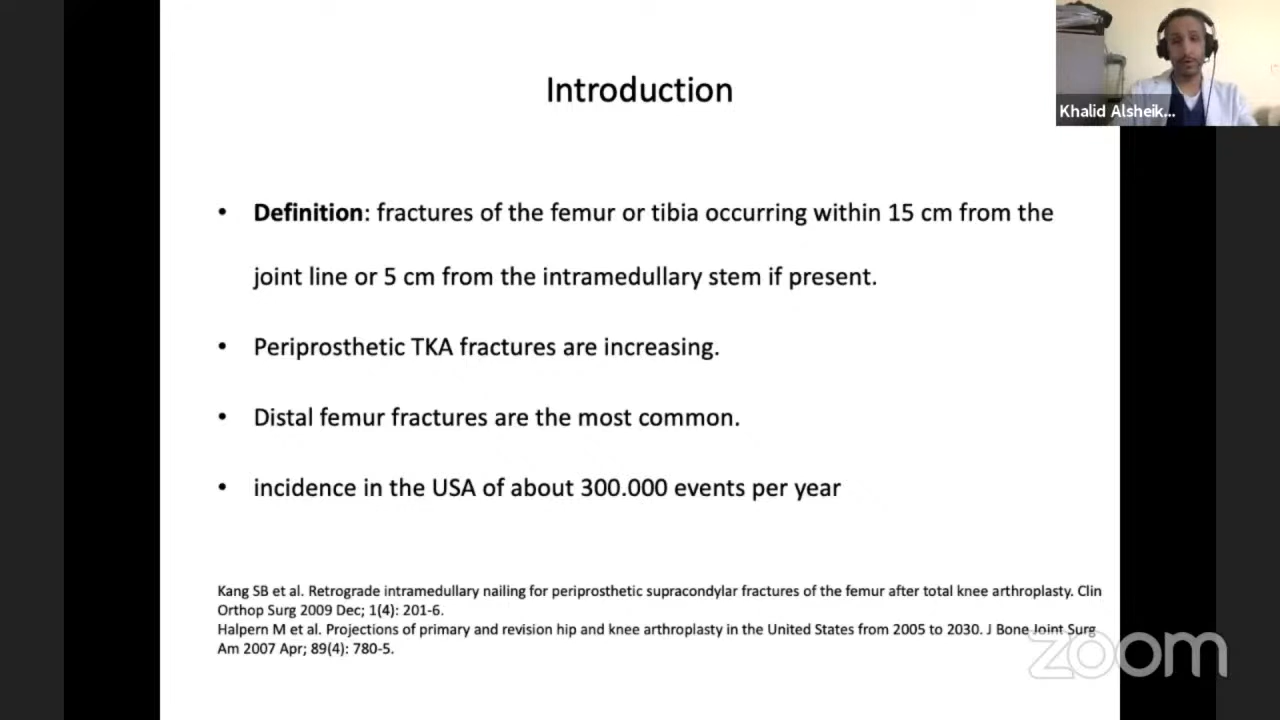 Introduction
Khalid Alsheik...
• Definition: fractures of the femur or tibia occurring within 15 cm from the
joint line or 5 cm from the intramedullary stem if present.
• Periprosthetic TKA fractures are increasing.
• Distal femur fractures are the most common.
• incidence in the USA of about 300.000 events per year
Kang SB et al. Retrograde intramedullary nailing for periprosthetic supracondylar fractures of the femur after total knee arthroplasty. Clin
Orthop Surg 2009 Dec; 1(4): 201-6.
Halpern M et al. Projections of primary and revision hip and knee arthroplasty in the United States from 2005 to 2030. J Bone Joint Surg
Am 2007 Apr; 89(4): 780-5.
zoom